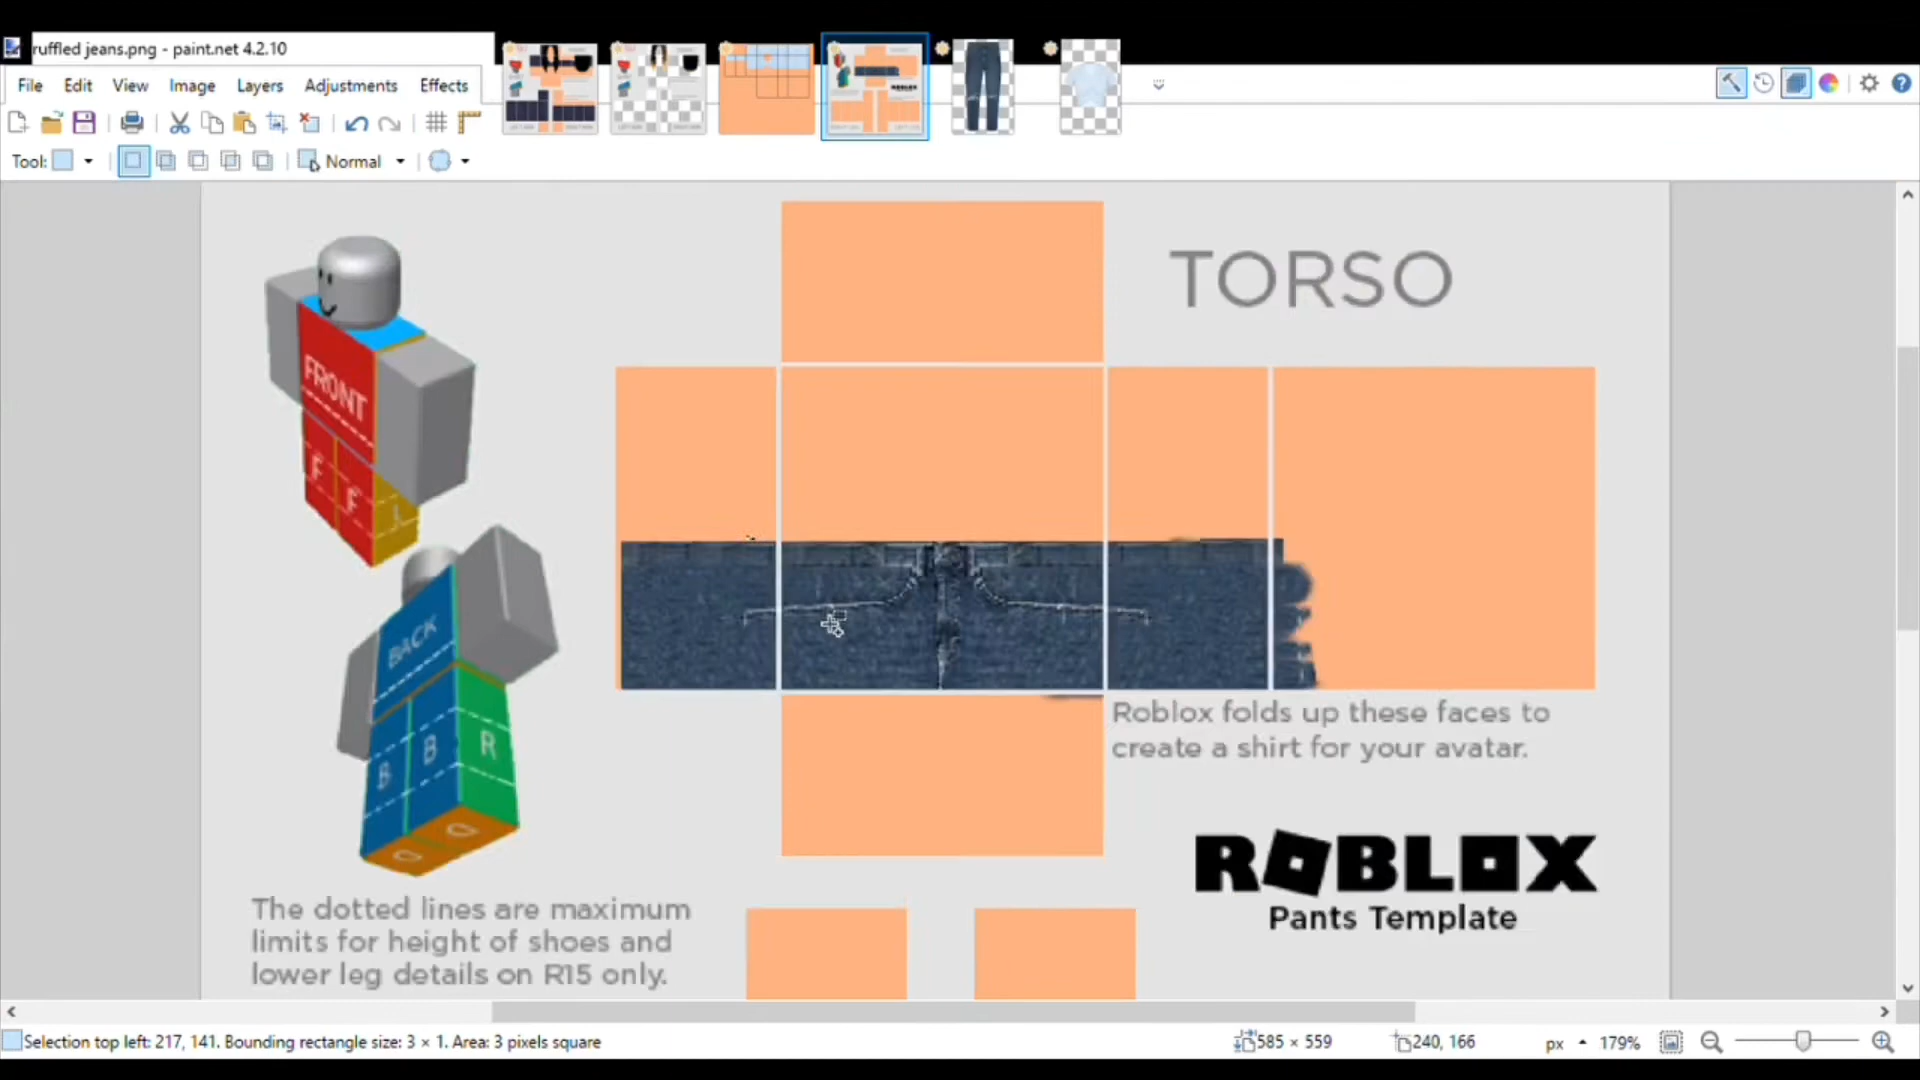 ruffled jeans.png - paint.net 4.2.10
File Edit View Image Layers Adjustments Effects
Tool: Normal
TORSO
FRONT
F F L
BACK
B B R
Roblox folds up these faces to
create a shirt for your avatar.
ROBLOX
Pants Template
The dotted lines are maximum
limits for height of shoes and
lower leg details on R15 only.
Selection top left: 217, 141. Bounding rectangle size: 3 × 1. Area: 3 pixels square
585 × 559
240, 166
px
179%